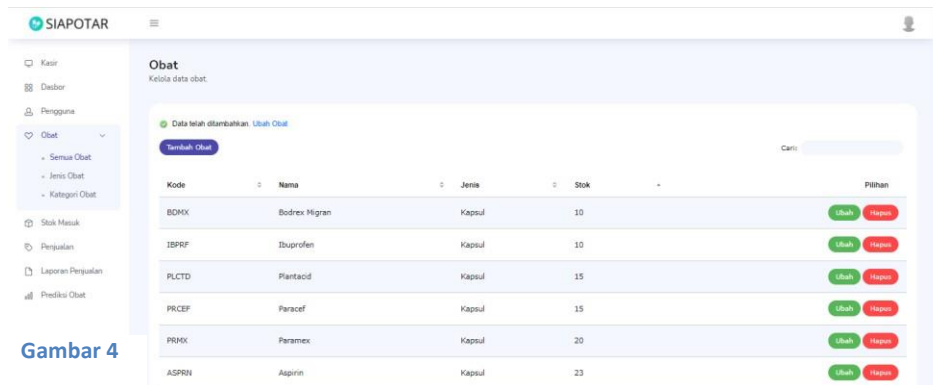 SIAPOTAR
Kasir
Dasbor
Pengguna
Obat
Semua Obat
Jenis Obat
Kategori Obat
Stok Masuk
Penjualan
Laporan Penjualan
Prediksi Obat
Gambar 4
Obat
Kelola data obat.
Data telah ditambahkan. Ubah Obat
Tambah Obat
Cari:
Kode Nama Jenis Stok Pilihan
BDMX Bodrex Migran Kapsul 10 Ubah Hapus
IBPRF Ibuprofen Kapsul 10 Ubah Hapus
PLCTD Plantacid Kapsul 15 Ubah Hapus
PRCEF Paracef Kapsul 15 Ubah Hapus
PRMX Paramex Kapsul 20 Ubah Hapus
ASPRN Aspirin Kapsul 23 Ubah Hapus